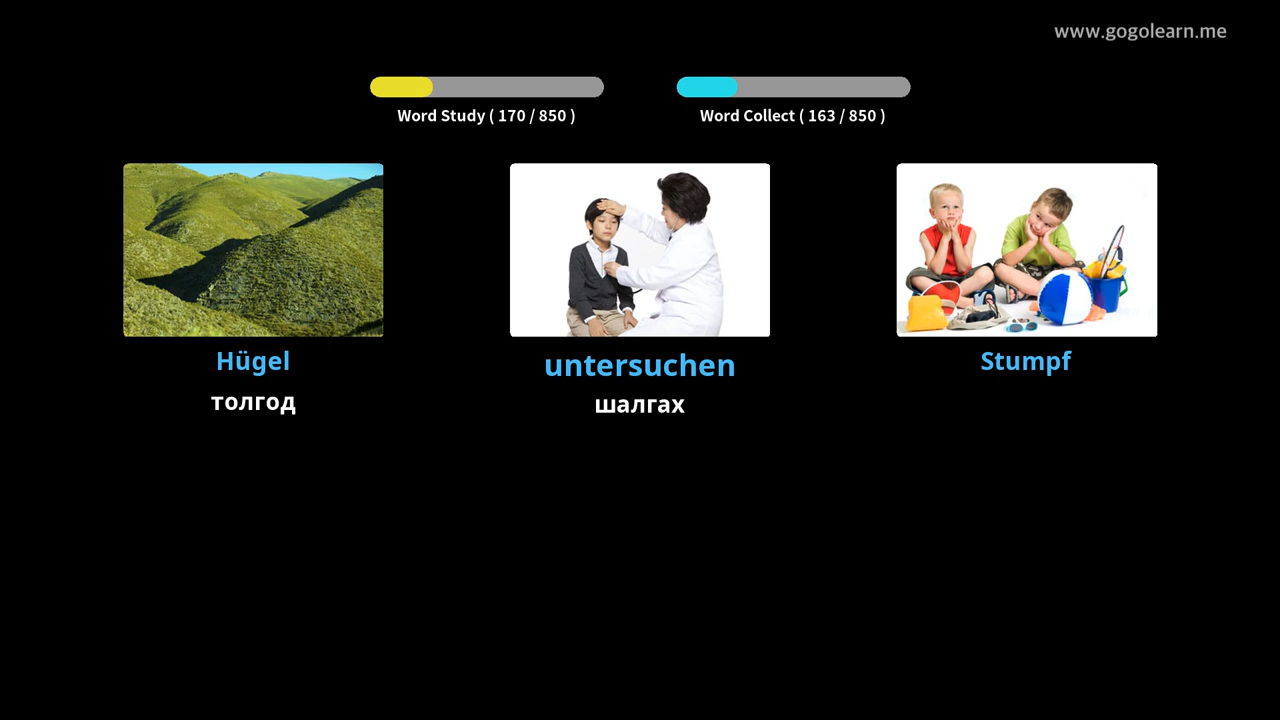 www.gogolearn.me
Word Study ( 170 / 850 )
Word Collect ( 163 / 850 )
Hügel
untersuchen
Stumpf
толгод
шалгах